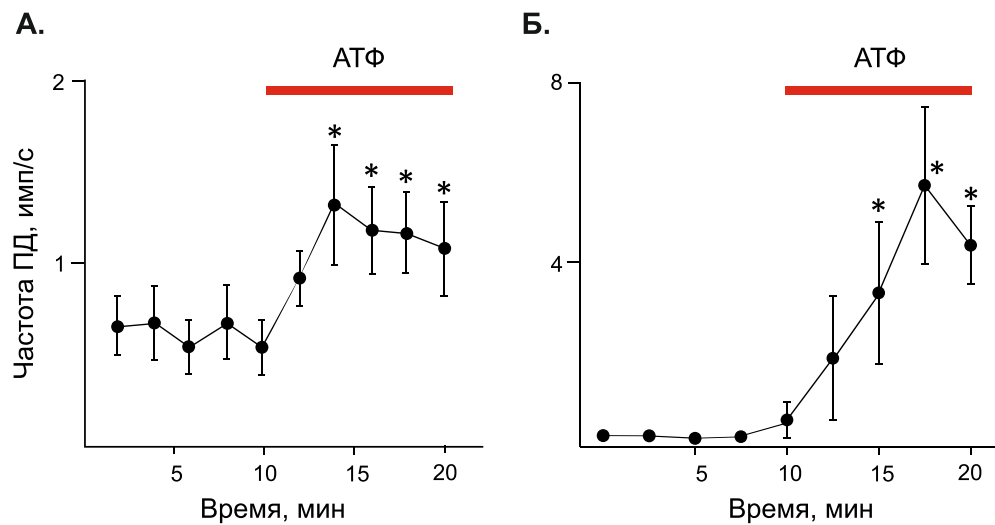 А.
АТФ
2
1
Частота ПД, имп/с
* * * *
5 10 15 20
Время, мин
Б.
АТФ
8
4
* * *
5 10 15 20
Время, мин